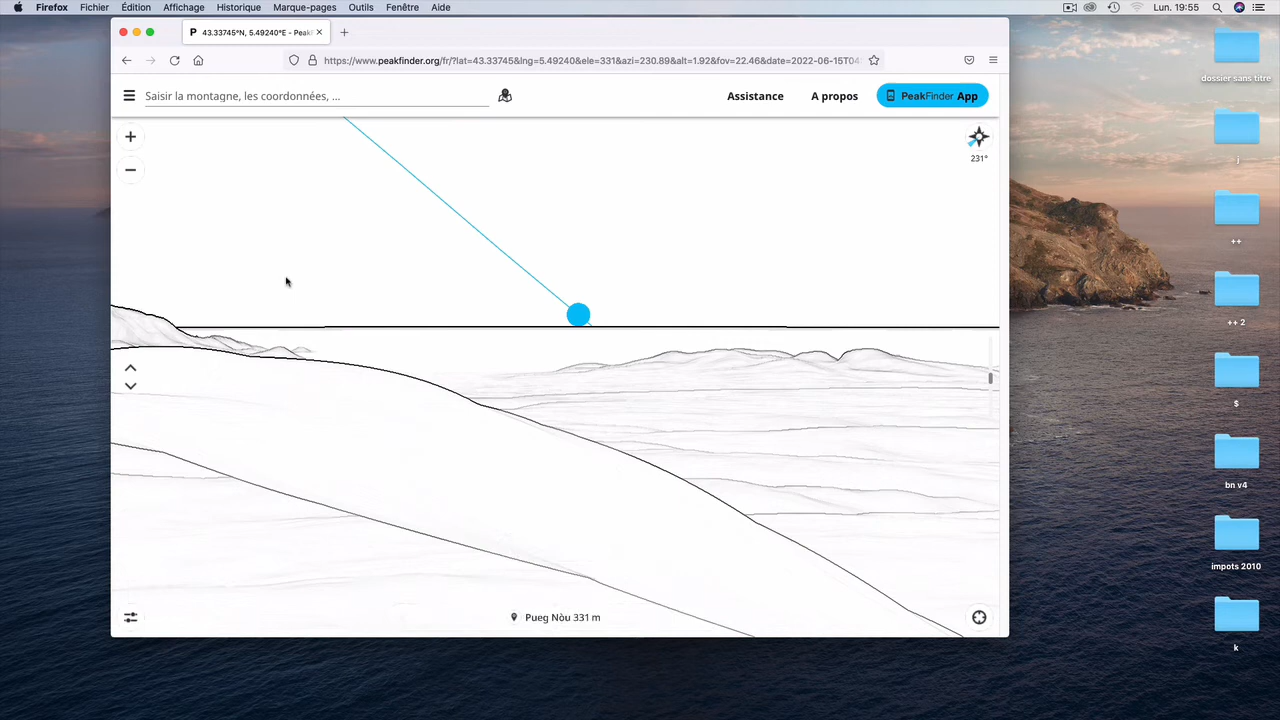 Firefox Fichier Édition Affichage Historique Marque-pages Outils Fenêtre Aide Lun. 19:55
P 43.33745°N, 5.49240°E - Peak
https://www.peakfinder.org/fr/?lat=43.33745&lng=5.49240&ele=331&azi=230.89&alt=1.92&fov=22.46&date=2022-06-15T04
Saisir la montagne, les coordonnées, ... Assistance A propos PeakFinder App
231°
Pueg Nòu 331 m
dossier sans titre
j
++
++ 2
$
bn v4
impots 2010
k